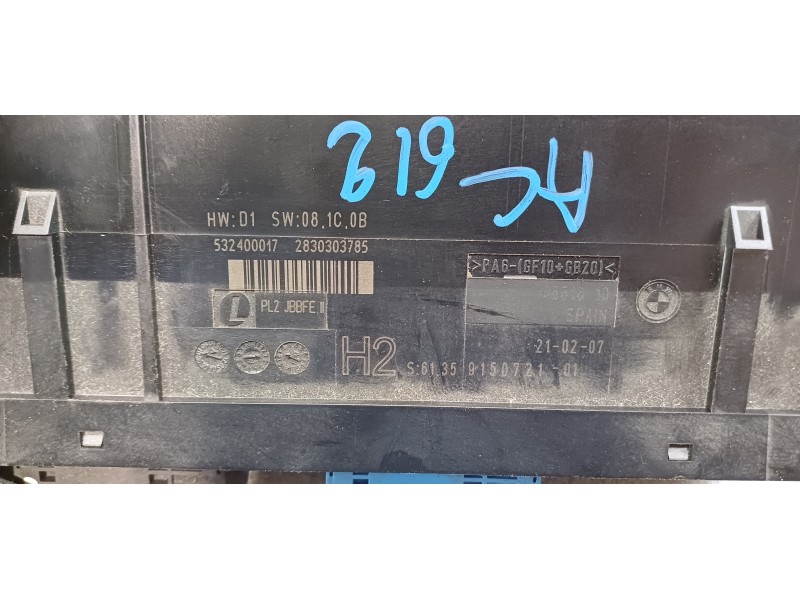 AC 619
HW:D1 SW:08,1C,0B
532400017 2830303785
>PA6-(GF10+GB20)<
L PL2 JBBFE II
SPAIN
BMW
21-02-07
H2 S:61.35 9150721-01